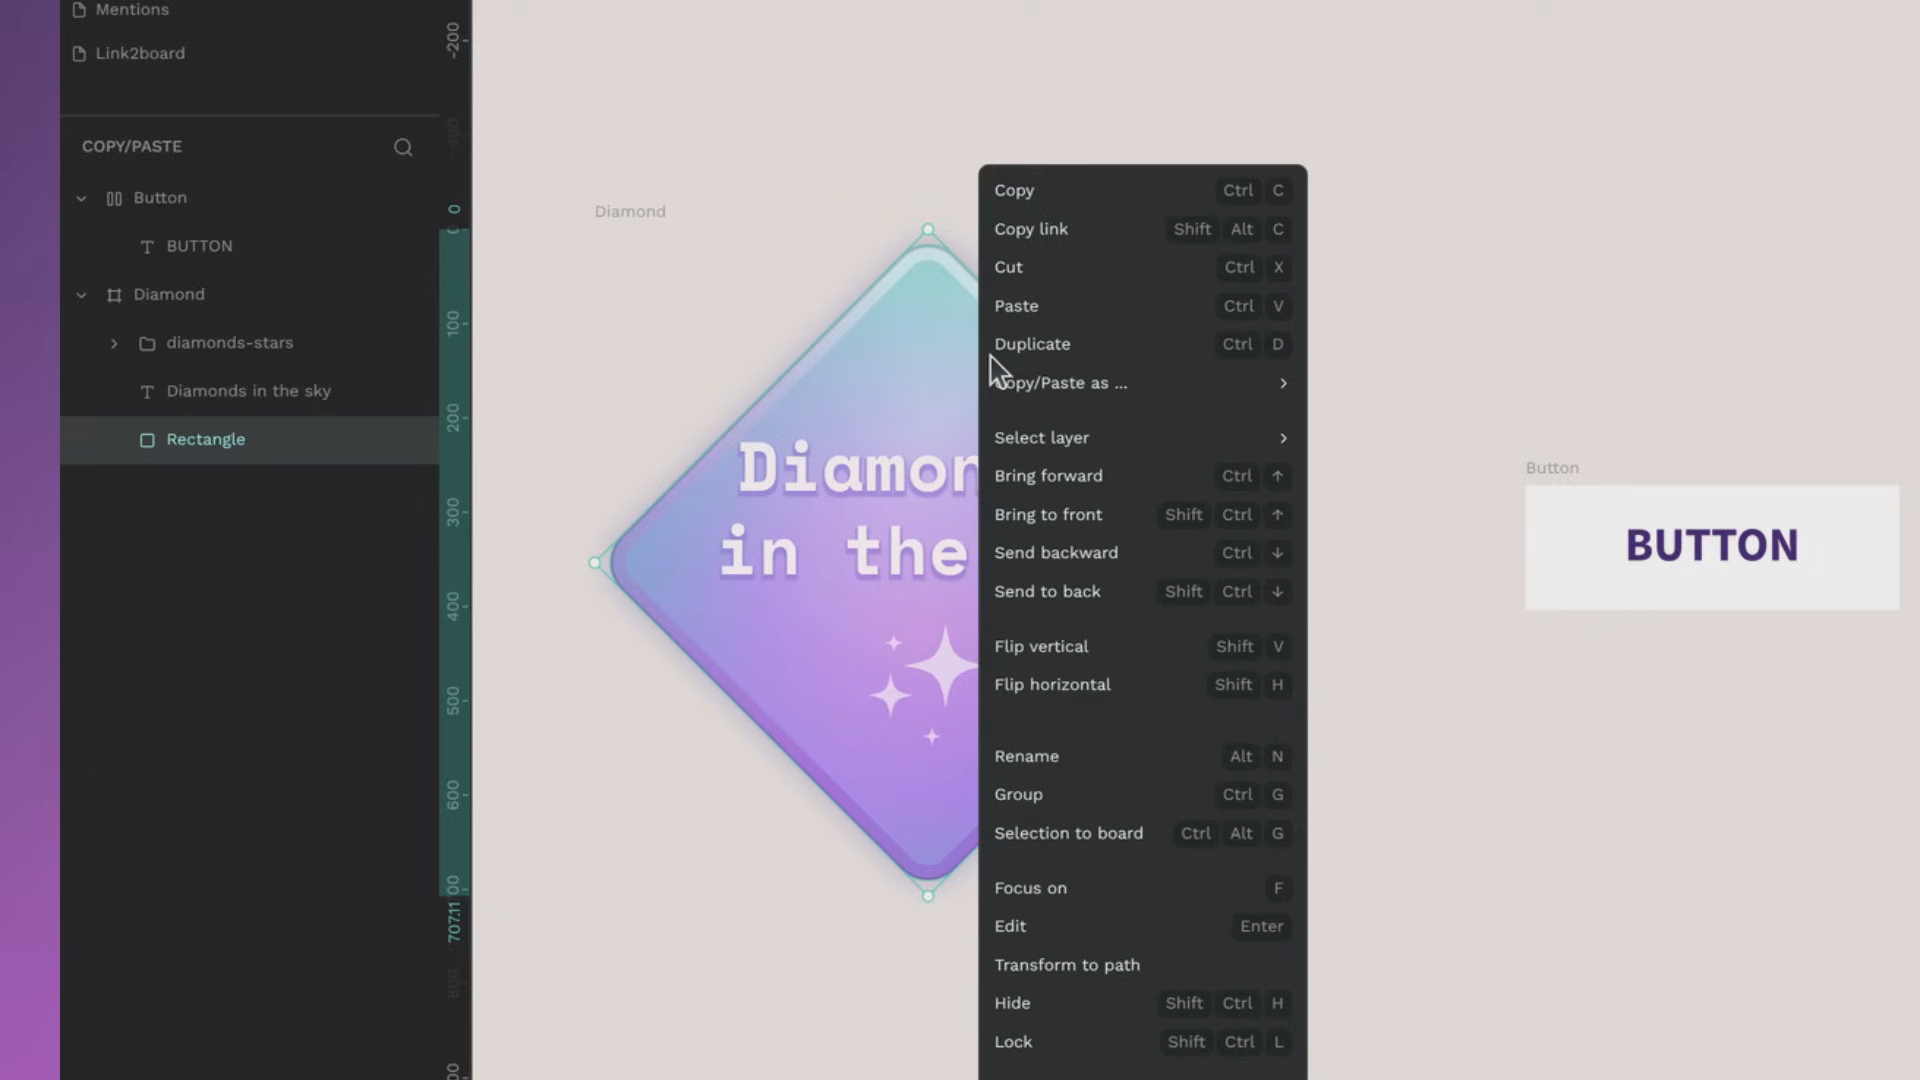 Mentions
Link2board
COPY/PASTE
Button
BUTTON
Diamond
diamonds-stars
Diamonds in the sky
Rectangle
-200
0
100
200
300
400
500
600
707.11
800
Diamond
Diamon
in the
Copy Ctrl C
Copy link Shift Alt C
Cut Ctrl X
Paste Ctrl V
Duplicate Ctrl D
Copy/Paste as ...
Select layer
Bring forward Ctrl ↑
Bring to front Shift Ctrl ↑
Send backward Ctrl ↓
Send to back Shift Ctrl ↓
Flip vertical Shift V
Flip horizontal Shift H
Rename Alt N
Group Ctrl G
Selection to board Ctrl Alt G
Focus on F
Edit Enter
Transform to path
Hide Shift Ctrl H
Lock Shift Ctrl L
Button
BUTTON